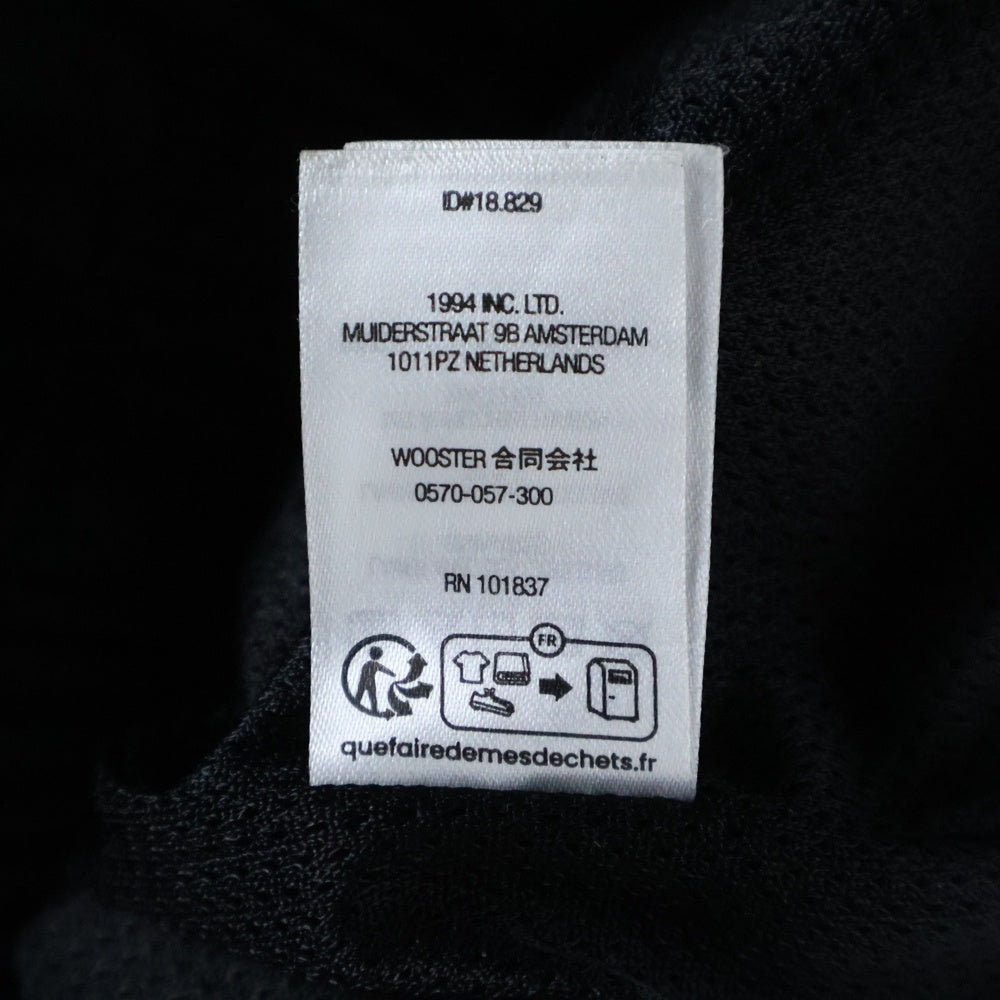 ID#18.829
1994 INC. LTD.
MUIDERSTRAAT 9B AMSTERDAM
1011PZ NETHERLANDS
WOOSTER 合同会社
0570-057-300
RN 101837
FR
quefairedemesdechets.fr